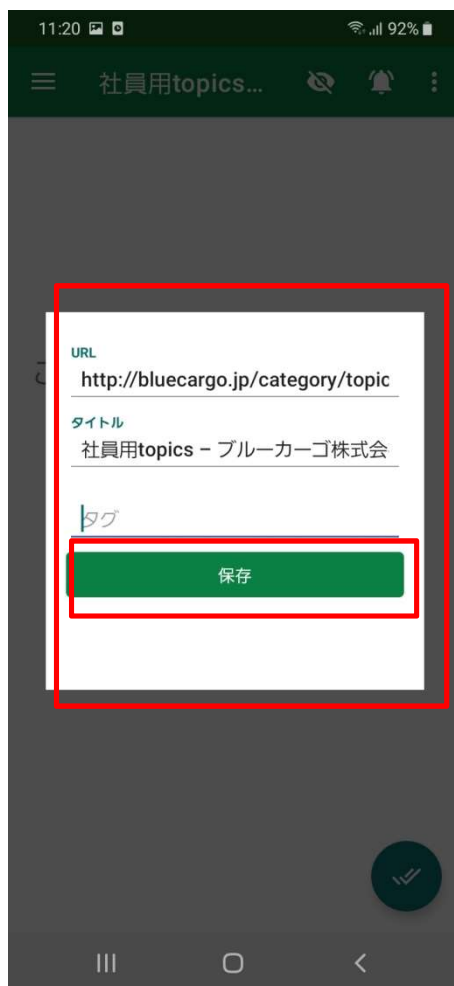 11:20 92%
社員用topics…
URL
http://bluecargo.jp/category/topic
タイトル
社員用topics – ブルーカーゴ株式会
タグ
保存